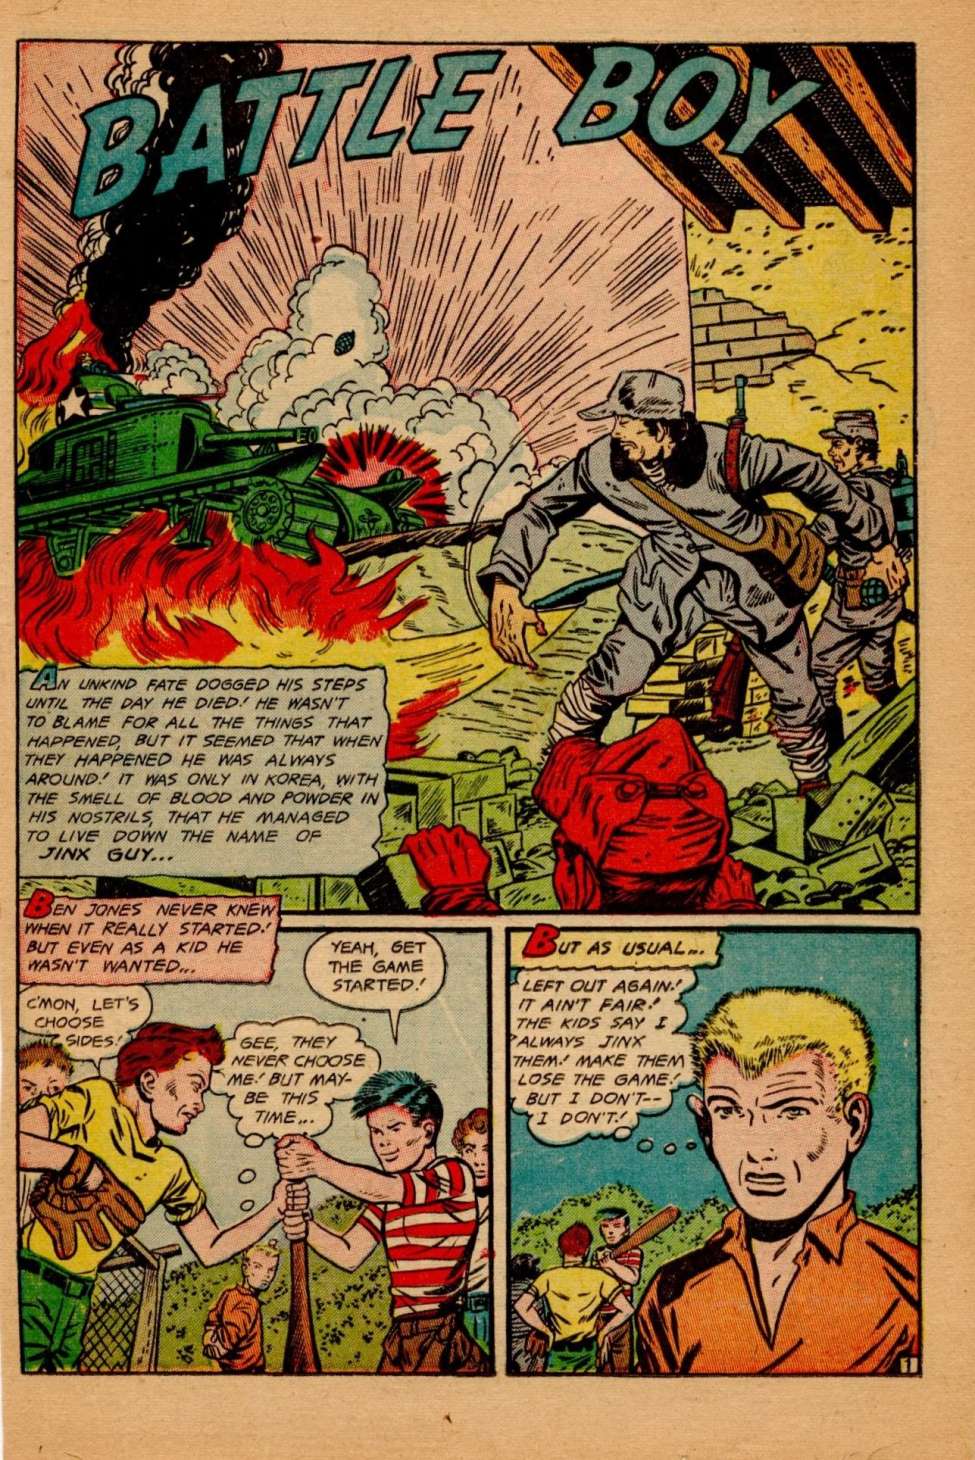 BATTLE BOY
AN UNKIND FATE DOGGED HIS STEPS
UNTIL THE DAY HE DIED! HE WASN'T
TO BLAME FOR ALL THE THINGS THAT
HAPPENED, BUT IT SEEMED THAT WHEN
THEY HAPPENED HE WAS ALWAYS
AROUND! IT WAS ONLY IN KOREA, WITH
THE SMELL OF BLOOD AND POWDER IN
HIS NOSTRILS, THAT HE MANAGED
TO LIVE DOWN THE NAME OF
JINX GUY...
BEN JONES NEVER KNEW
WHEN IT REALLY STARTED!
BUT EVEN AS A KID HE
WASN'T WANTED...
C'MON, LET'S
CHOOSE
SIDES!
YEAH, GET
THE GAME
STARTED!
GEE, THEY
NEVER CHOOSE
ME! BUT MAY-
BE THIS
TIME...
BUT AS USUAL...
LEFT OUT AGAIN!
IT AIN'T FAIR!
THE KIDS SAY I
ALWAYS JINX
THEM! MAKE THEM
LOSE THE GAME!
BUT I DON'T--
I DON'T!
1